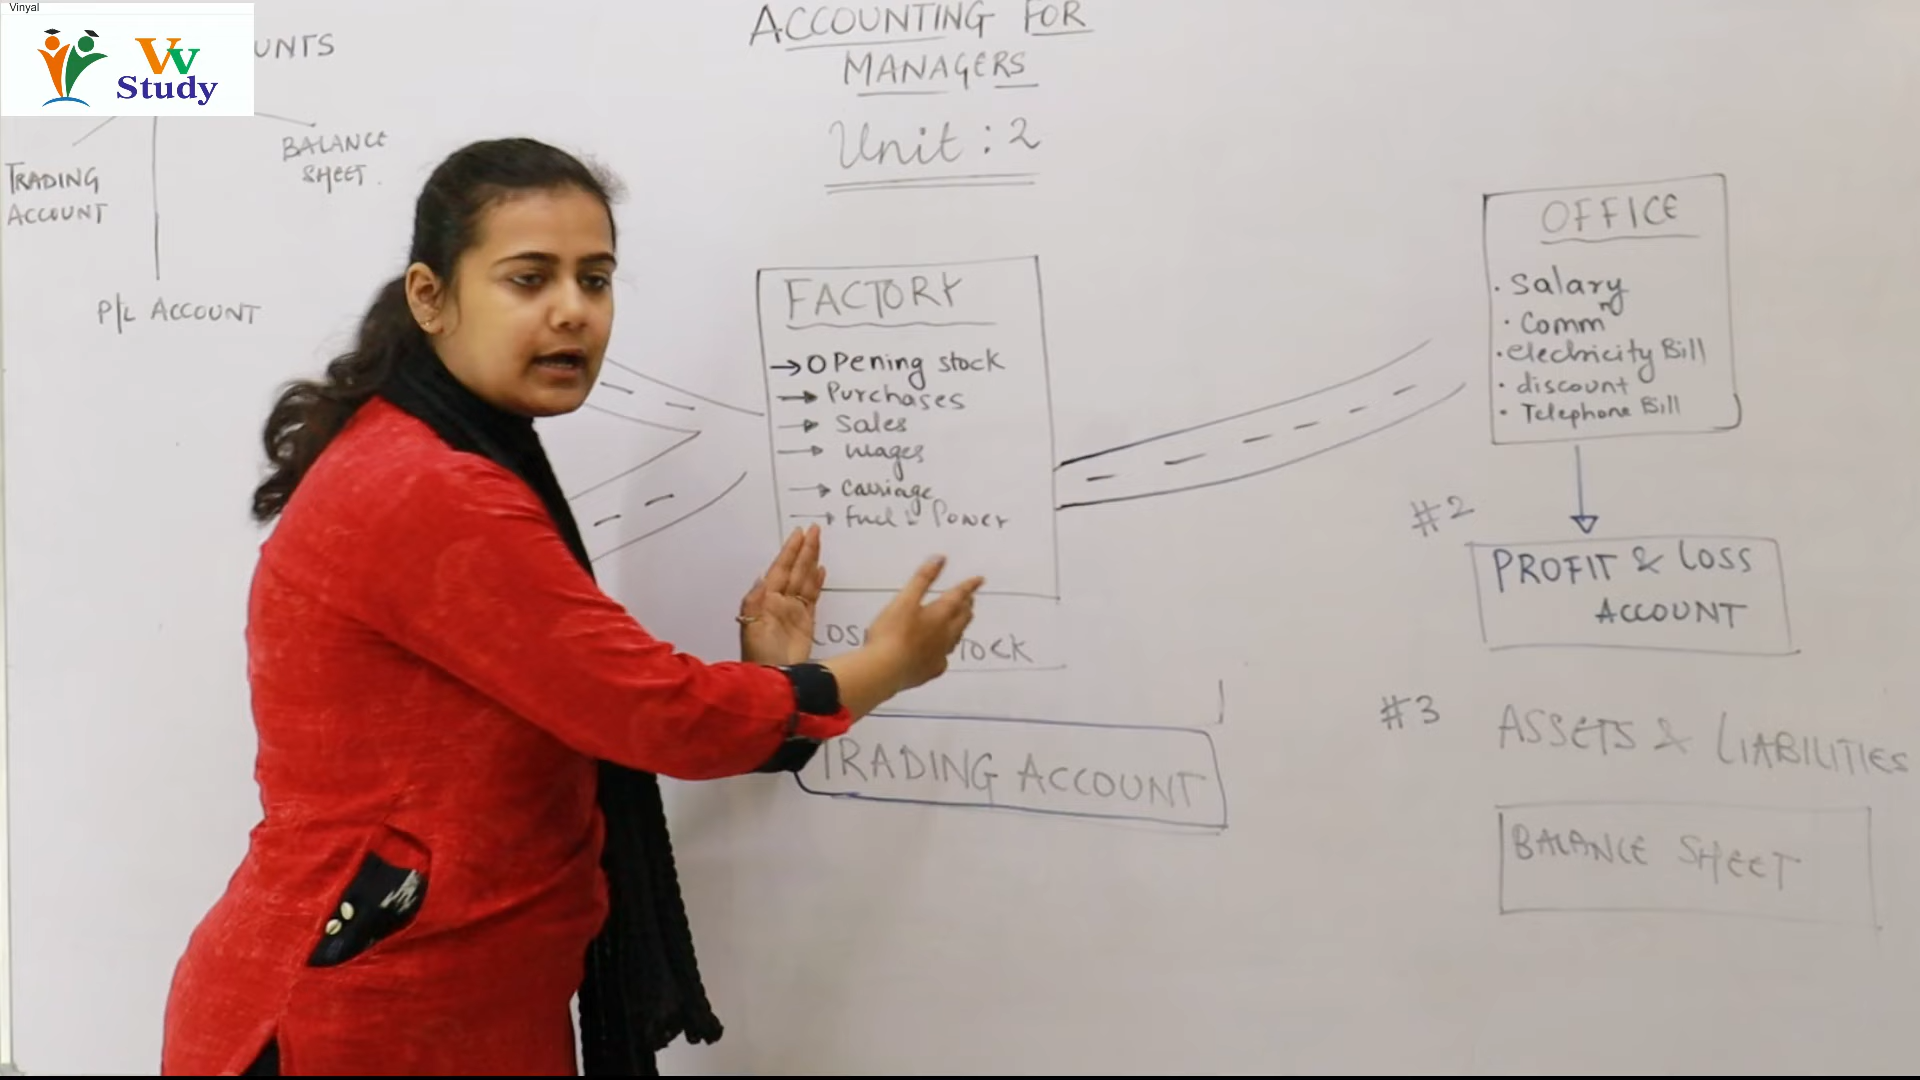 Vinyal
VV
Study
UNTS
TRADING
ACCOUNT
BALANCE
SHEET.
P/L ACCOUNT
ACCOUNTING FOR
MANAGERS
Unit : 2
FACTORY
→ Opening stock
→ Purchases
→ Sales
→ Wages
→ Carriage
→ Fuel & Power
TOCK
TRADING ACCOUNT
OFFICE
• Salary
• Commⁿ
• electricity Bill
• discount
• Telephone Bill
#2
PROFIT & LOSS
ACCOUNT
#3 ASSETS & LIABILITIES
BALANCE SHEET